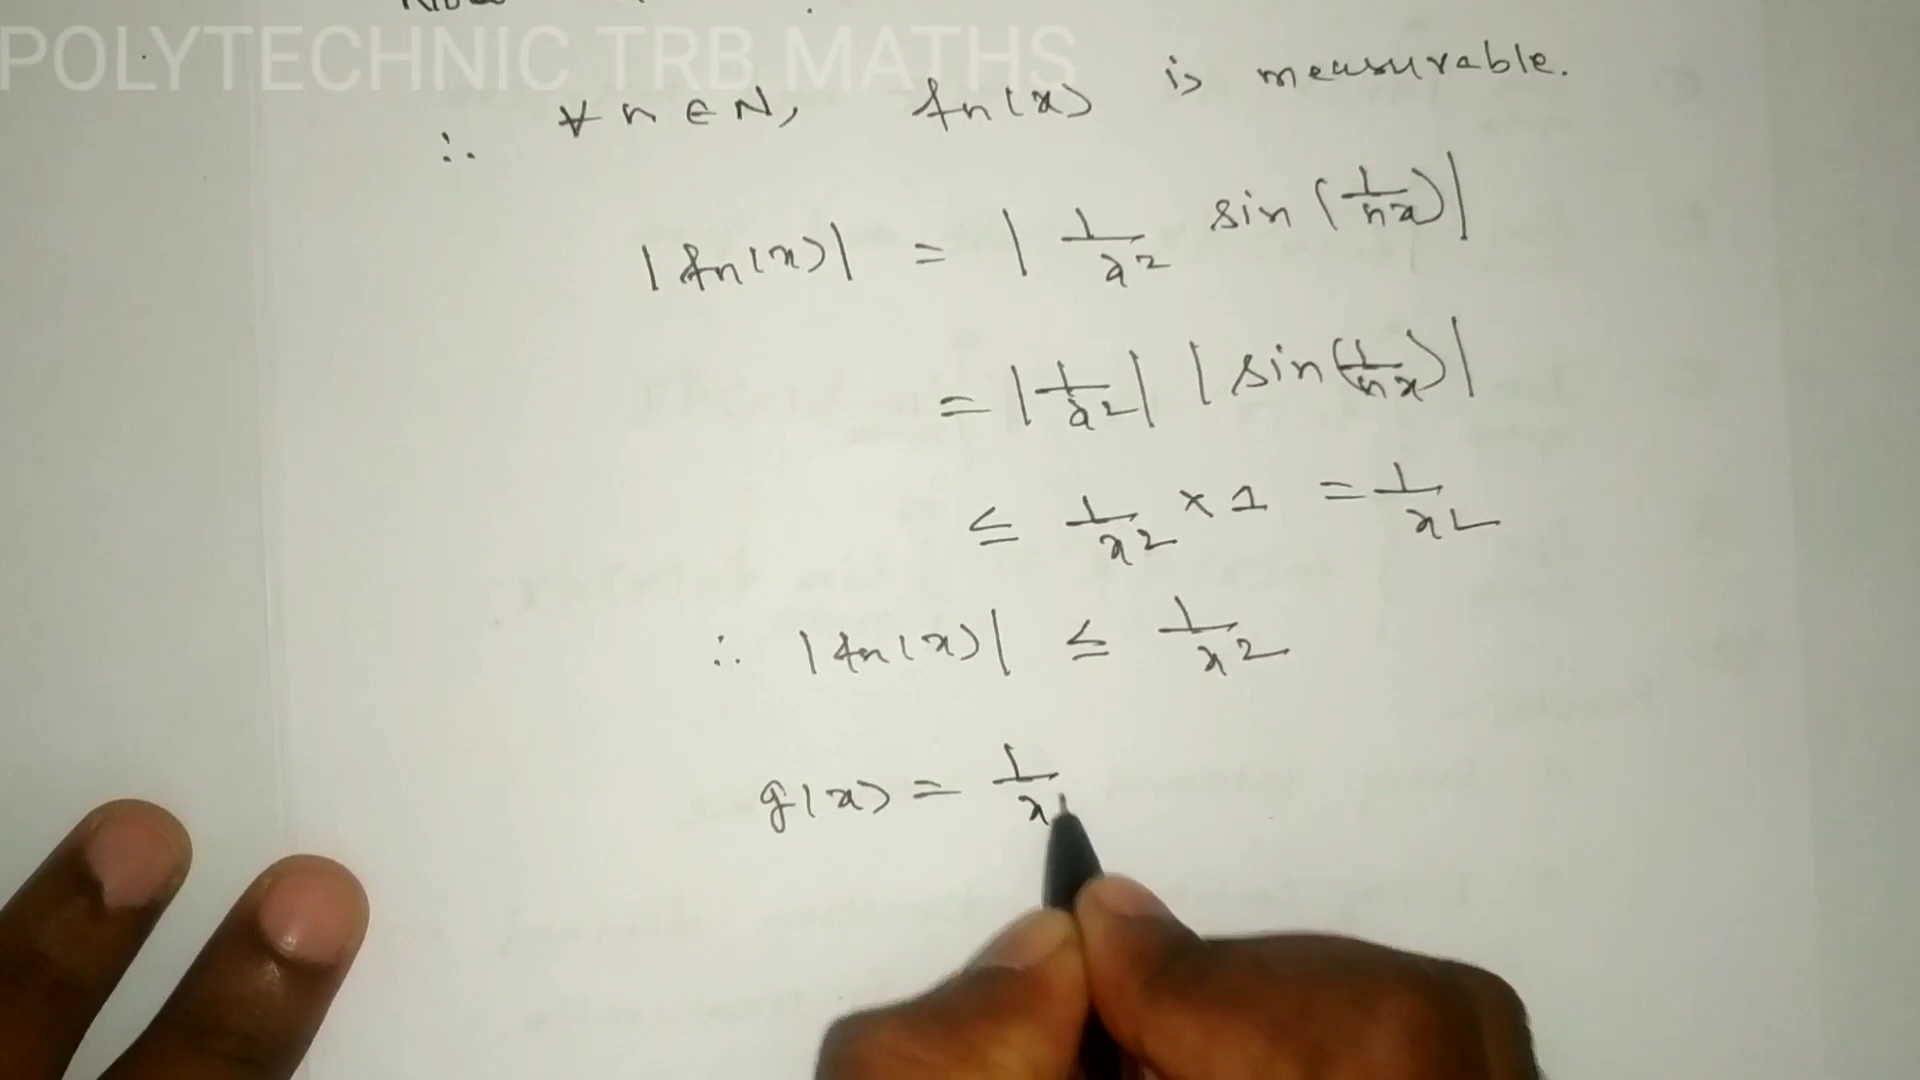 POLYTECHNIC TRB MATHS
∴ ∀ n ∈ N, fn(x) is measurable.
|fn(x)| = | 1/x² sin (1/nx)|
= |1/x²| |sin(1/nx)|
≤ 1/x² × 1 = 1/x²
∴ |fn(x)| ≤ 1/x²
g(x) = 1/x